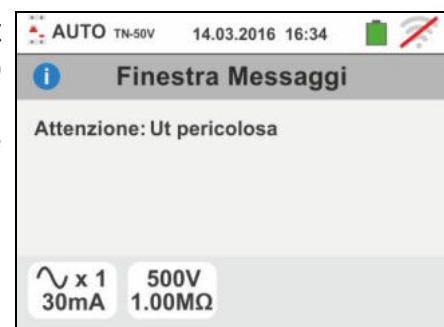 AUTO TN-50V 14.03.2016 16:34
i Finestra Messaggi
Attenzione: Ut pericolosa
x 1 500V
30mA 1.00MΩ